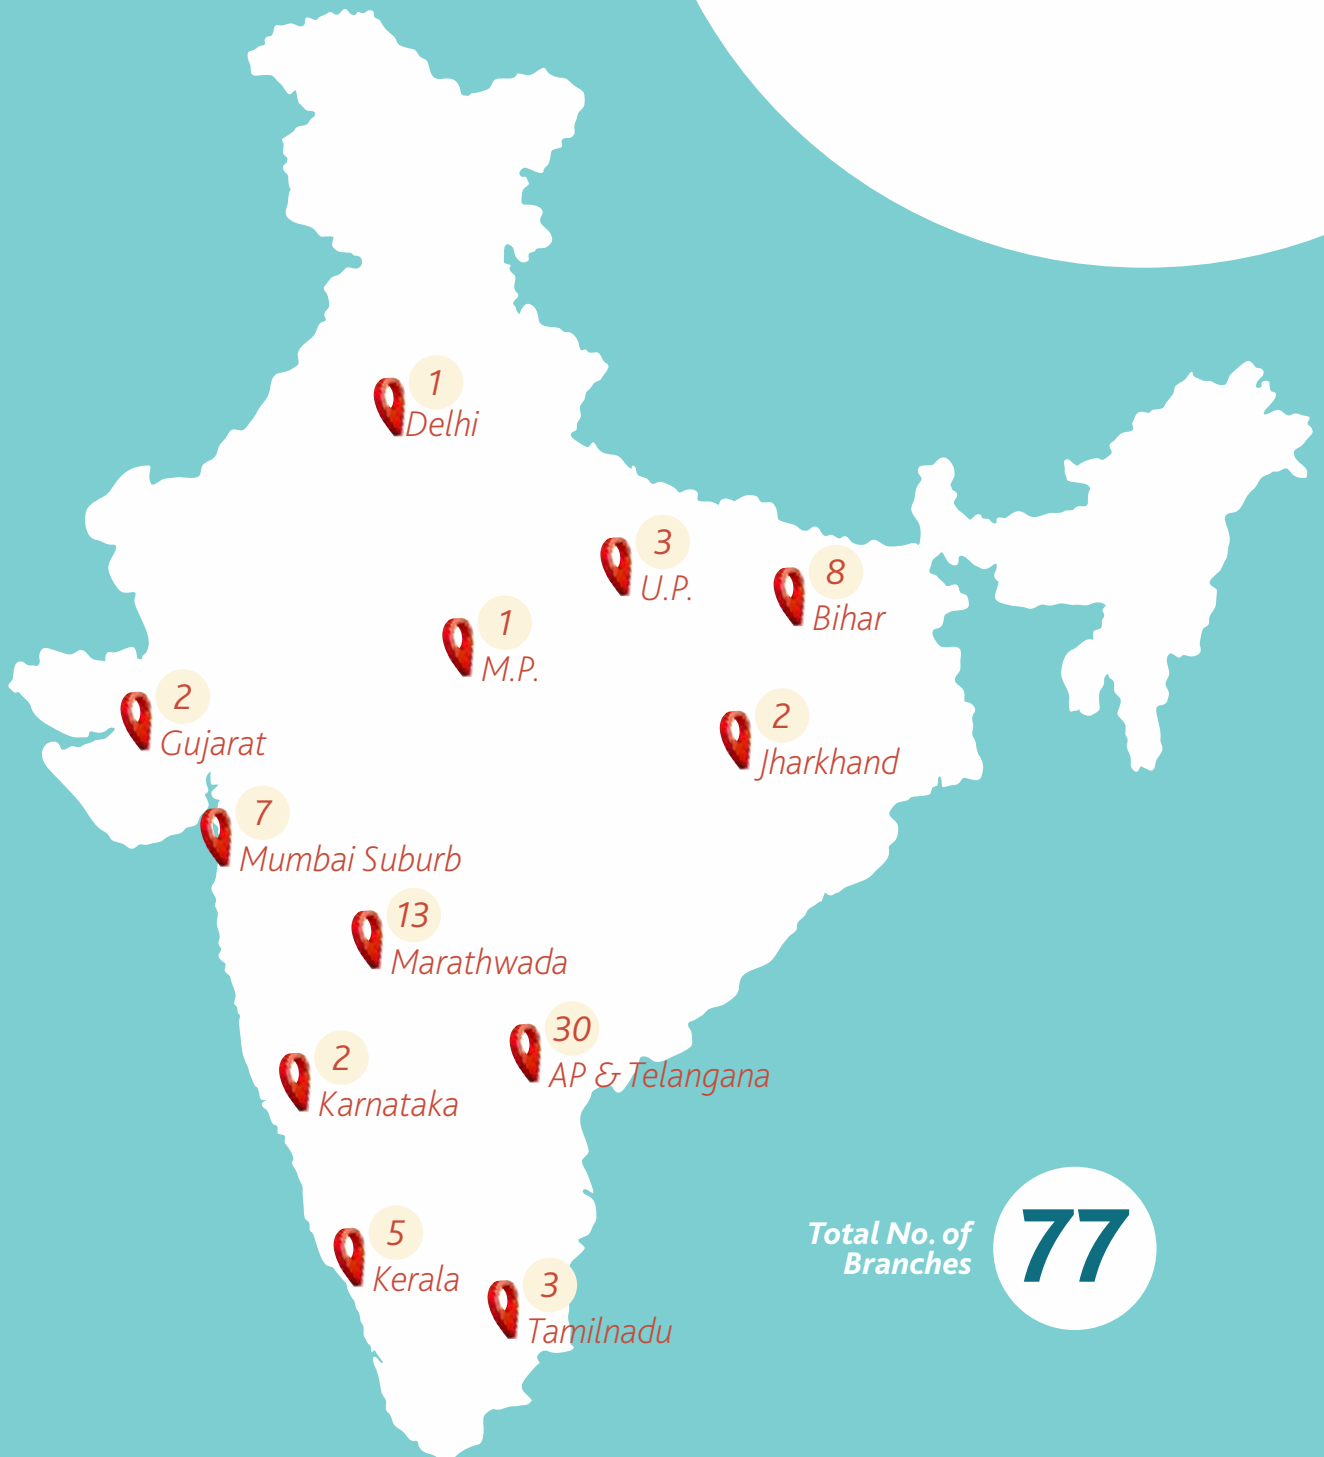 1
Delhi
3
U.P.
8
Bihar
1
M.P.
2
Gujarat
2
Jharkhand
7
Mumbai Suburb
13
Marathwada
30
AP & Telangana
2
Karnataka
5
Kerala
3
Tamilnadu
Total No. of
Branches
77